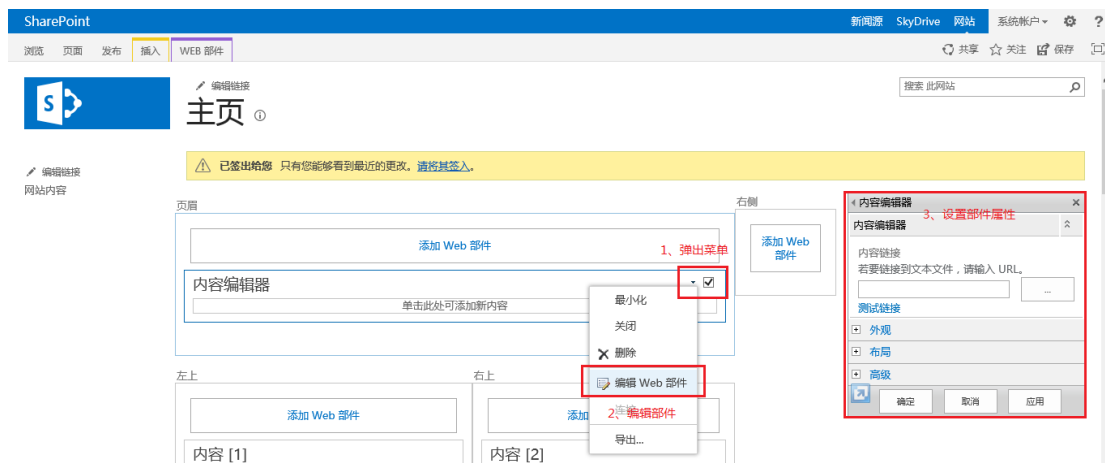 SharePoint
新闻源 SkyDrive 网站 系统帐户 ?
浏览 页面 发布 插入 WEB 部件
共享 关注 保存
编辑链接
主页
搜索 此网站
S
已签出给您 只有您能够看到最近的更改。请将其签入。
编辑链接
网站内容
页眉
添加 Web 部件
1、弹出菜单
内容编辑器
单击此处可添加新内容
最小化
关闭
删除
编辑 Web 部件
2、编辑部件
导出...
右侧
添加 Web
部件
内容编辑器
3、设置部件属性
内容编辑器
内容链接
若要链接到文本文件，请输入 URL。
...
测试链接
外观
布局
高级
确定 取消 应用
左上
添加 Web 部件
内容 [1]
右上
添加
内容 [2]